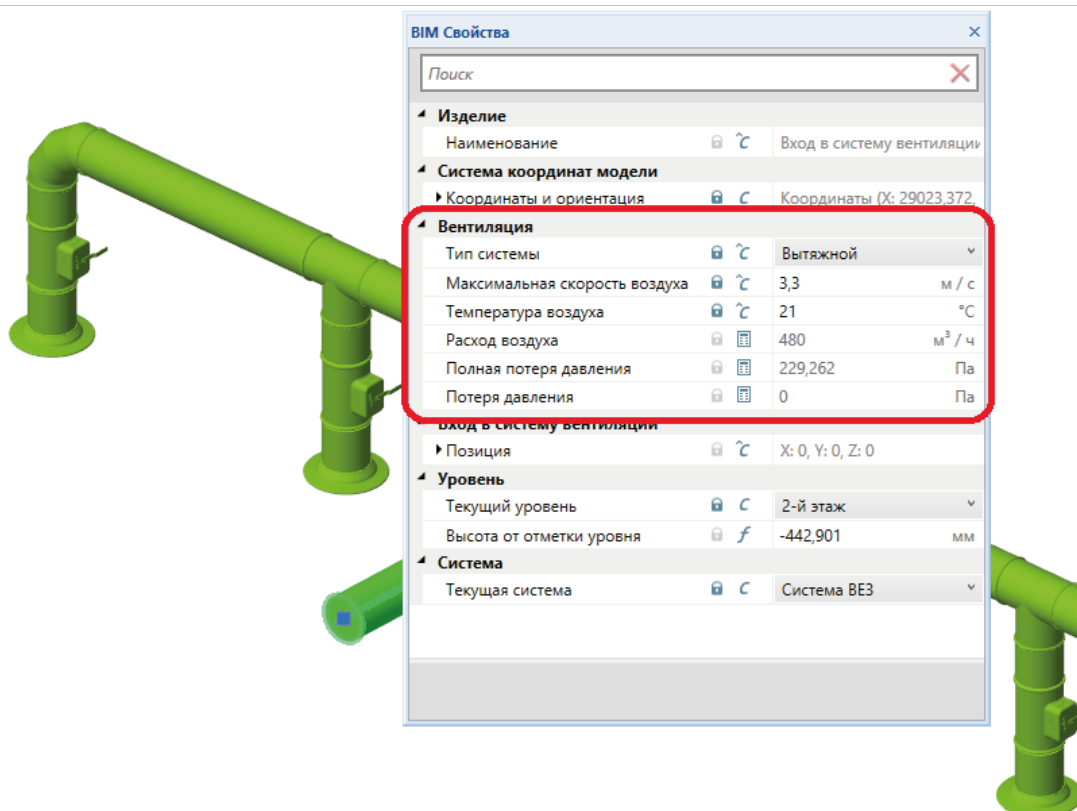 BIM Свойства
Поиск
Изделие
Наименование Вход в систему вентиляции
Система координат модели
Координаты и ориентация Координаты (X: 29023,372,
Вентиляция
Тип системы Вытяжной
Максимальная скорость воздуха 3,3 м / с
Температура воздуха 21 °C
Расход воздуха 480 м³ / ч
Полная потеря давления 229,262 Па
Потеря давления 0 Па
Вход в систему вентиляции
Позиция X: 0, Y: 0, Z: 0
Уровень
Текущий уровень 2-й этаж
Высота от отметки уровня -442,901 мм
Система
Текущая система Система ВЕ3